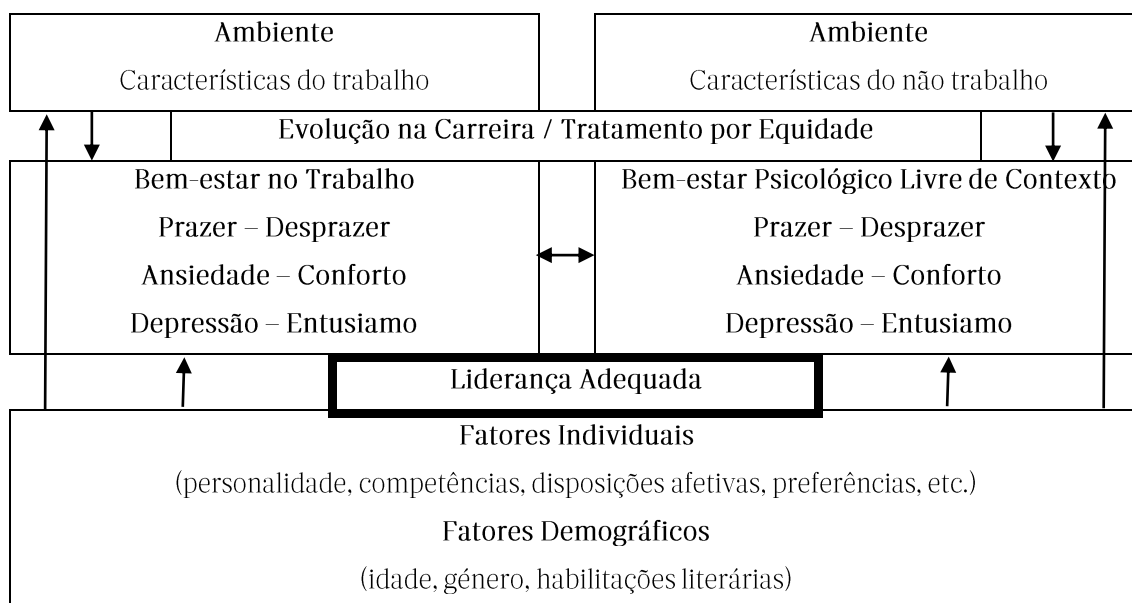 Ambiente
Características do trabalho
Ambiente
Características do não trabalho
Evolução na Carreira / Tratamento por Equidade
Bem-estar no Trabalho
Prazer – Desprazer
Ansiedade – Conforto
Depressão – Entusiamo
Bem-estar Psicológico Livre de Contexto
Prazer – Desprazer
Ansiedade – Conforto
Depressão – Entusiamo
Liderança Adequada
Fatores Individuais
(personalidade, competências, disposições afetivas, preferências, etc.)
Fatores Demográficos
(idade, género, habilitações literárias)